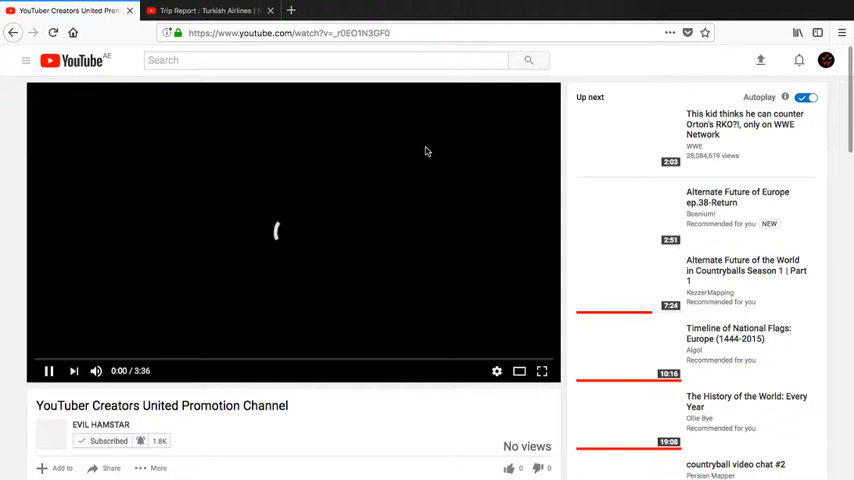 YouTuber Creators United Prom
Trip Report : Turkish Airlines |
https://www.youtube.com/watch?v=_r0EO1N3GF0
YouTube AE
Search
Up next
Autoplay
This kid thinks he can counter
Orton's RKO?!, only on WWE
Network
WWE
28,084,619 views
2:03
Alternate Future of Europe
ep.38-Return
Bosnium!
Recommended for you NEW
2:51
Alternate Future of the World
in Countryballs Season 1 | Part
1
KezzerMapping
Recommended for you
7:24
Timeline of National Flags:
Europe (1444-2015)
Algol
Recommended for you
10:16
The History of the World: Every
Year
Ollie Bye
Recommended for you
19:08
countryball video chat #2
Persian Mapper
0:00 / 3:36
YouTuber Creators United Promotion Channel
EVIL HAMSTAR
Subscribed 1.8K
No views
Add to Share More
0 0